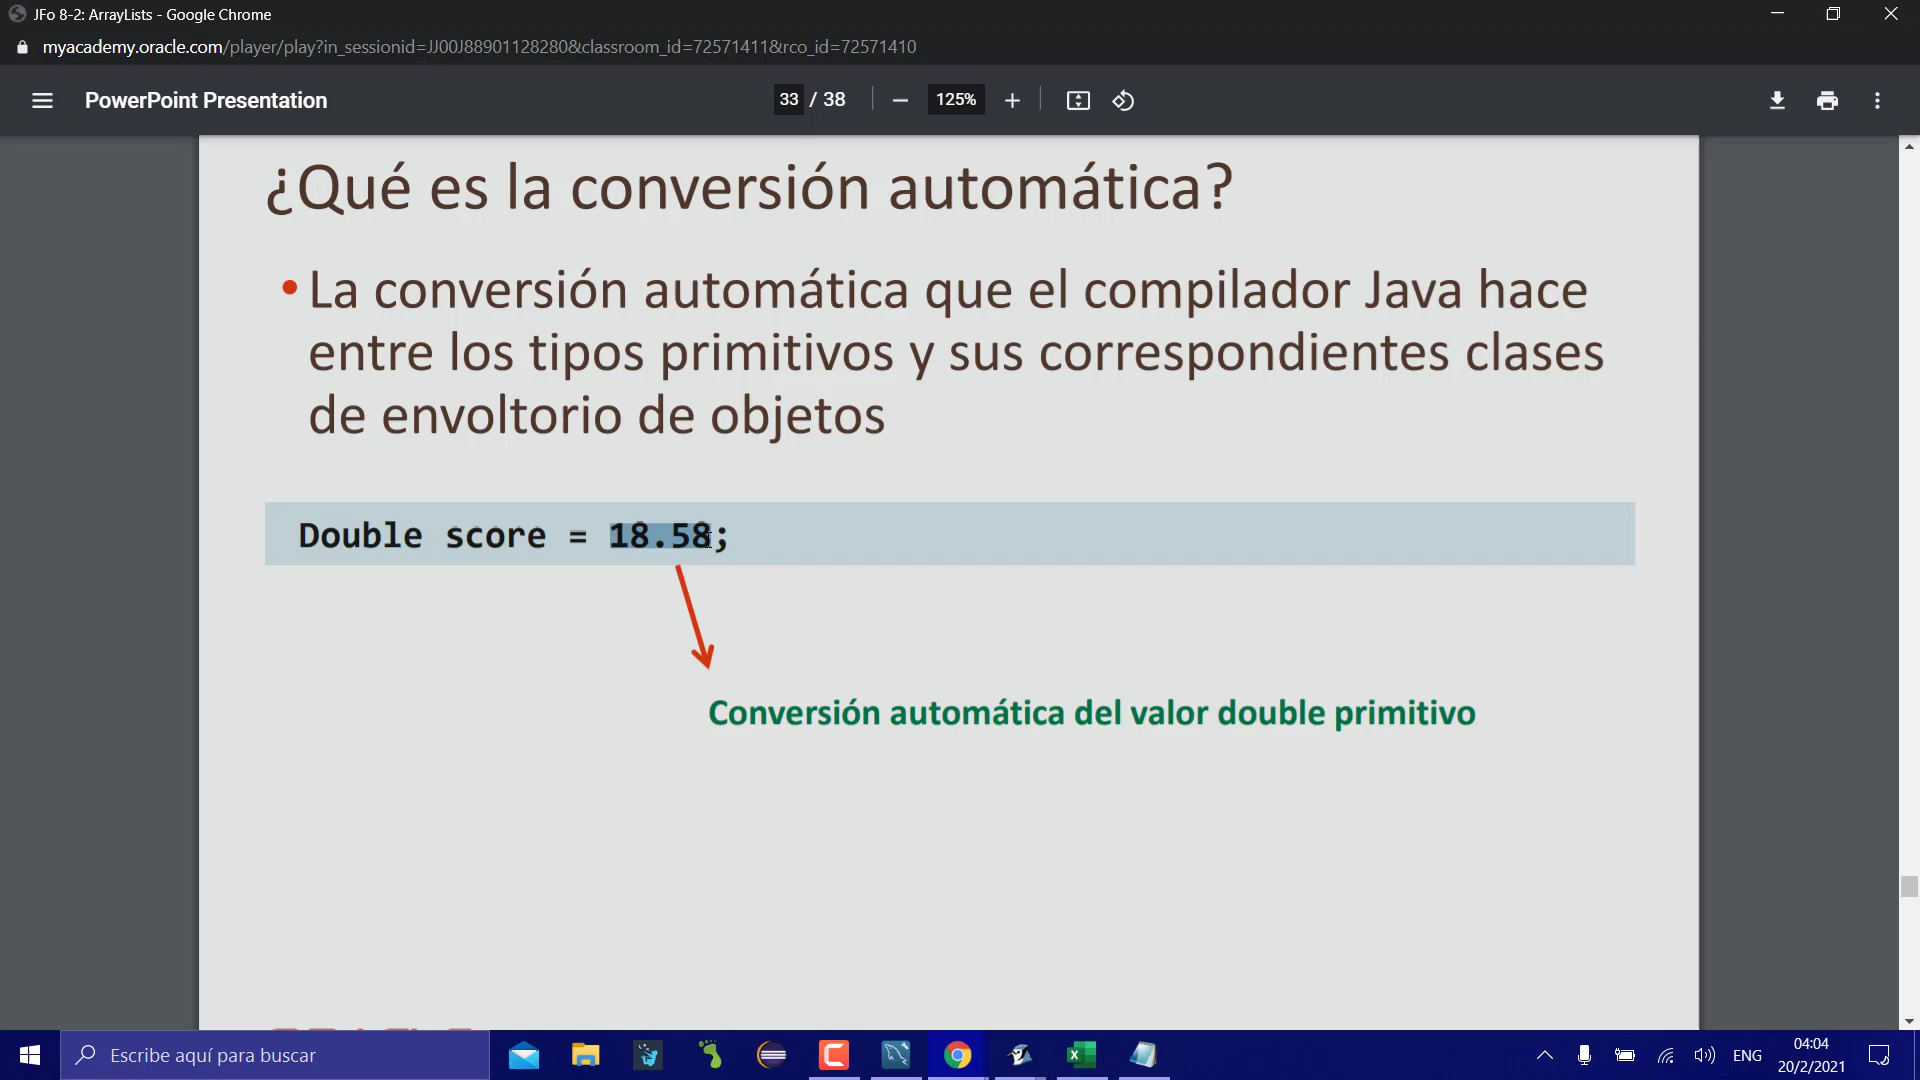 JFo 8-2: ArrayLists - Google Chrome
myacademy.oracle.com/player/play?in_sessionid=JJ00J88901128280&classroom_id=72571411&rco_id=72571410
PowerPoint Presentation
33 / 38
125%
¿Qué es la conversión automática?
• La conversión automática que el compilador Java hace
entre los tipos primitivos y sus correspondientes clases
de envoltorio de objetos
Double score = 18.58;
Conversión automática del valor double primitivo
Escribe aquí para buscar
ENG
04:04
20/2/2021